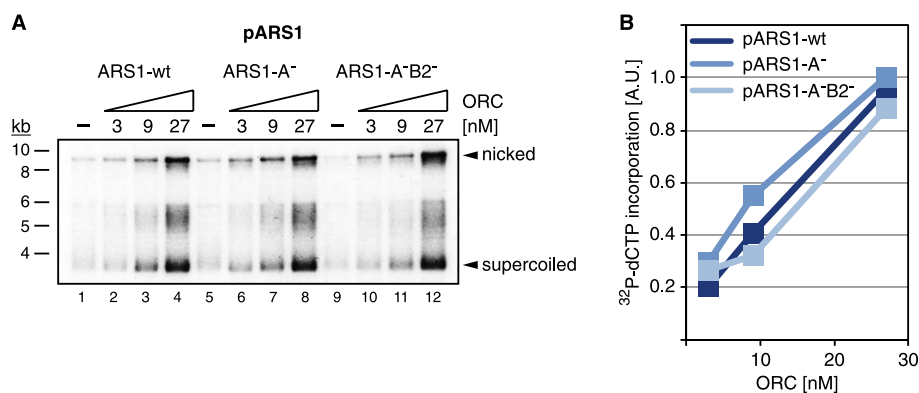 A
pARS1
ARS1-wt ARS1-A⁻ ARS1-A⁻B2⁻
ORC
kb – 3 9 27 – 3 9 27 – 3 9 27 [nM]
10
8
6
5
4
nicked
supercoiled
1 2 3 4 5 6 7 8 9 10 11 12
B
pARS1-wt
pARS1-A⁻
pARS1-A⁻B2⁻
³²P-dCTP incorporation [A.U.]
1.0
0.8
0.6
0.4
0.2
10 20 30
ORC [nM]